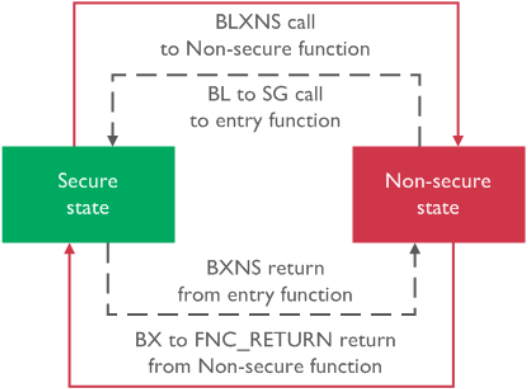 BLXNS call
to Non-secure function
BL to SG call
to entry function
Secure
state
Non-secure
state
BXNS return
from entry function
BX to FNC_RETURN return
from Non-secure function